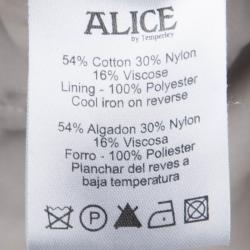 ALICE
by Temperley
54% Cotton 30% Nylon
16% Viscose
Lining - 100% Polyester
Cool iron on reverse
54% Algadon 30% Nylon
16% Viscosa
Forro - 100% Poliester
Planchar del reves a
baja temperatura
P